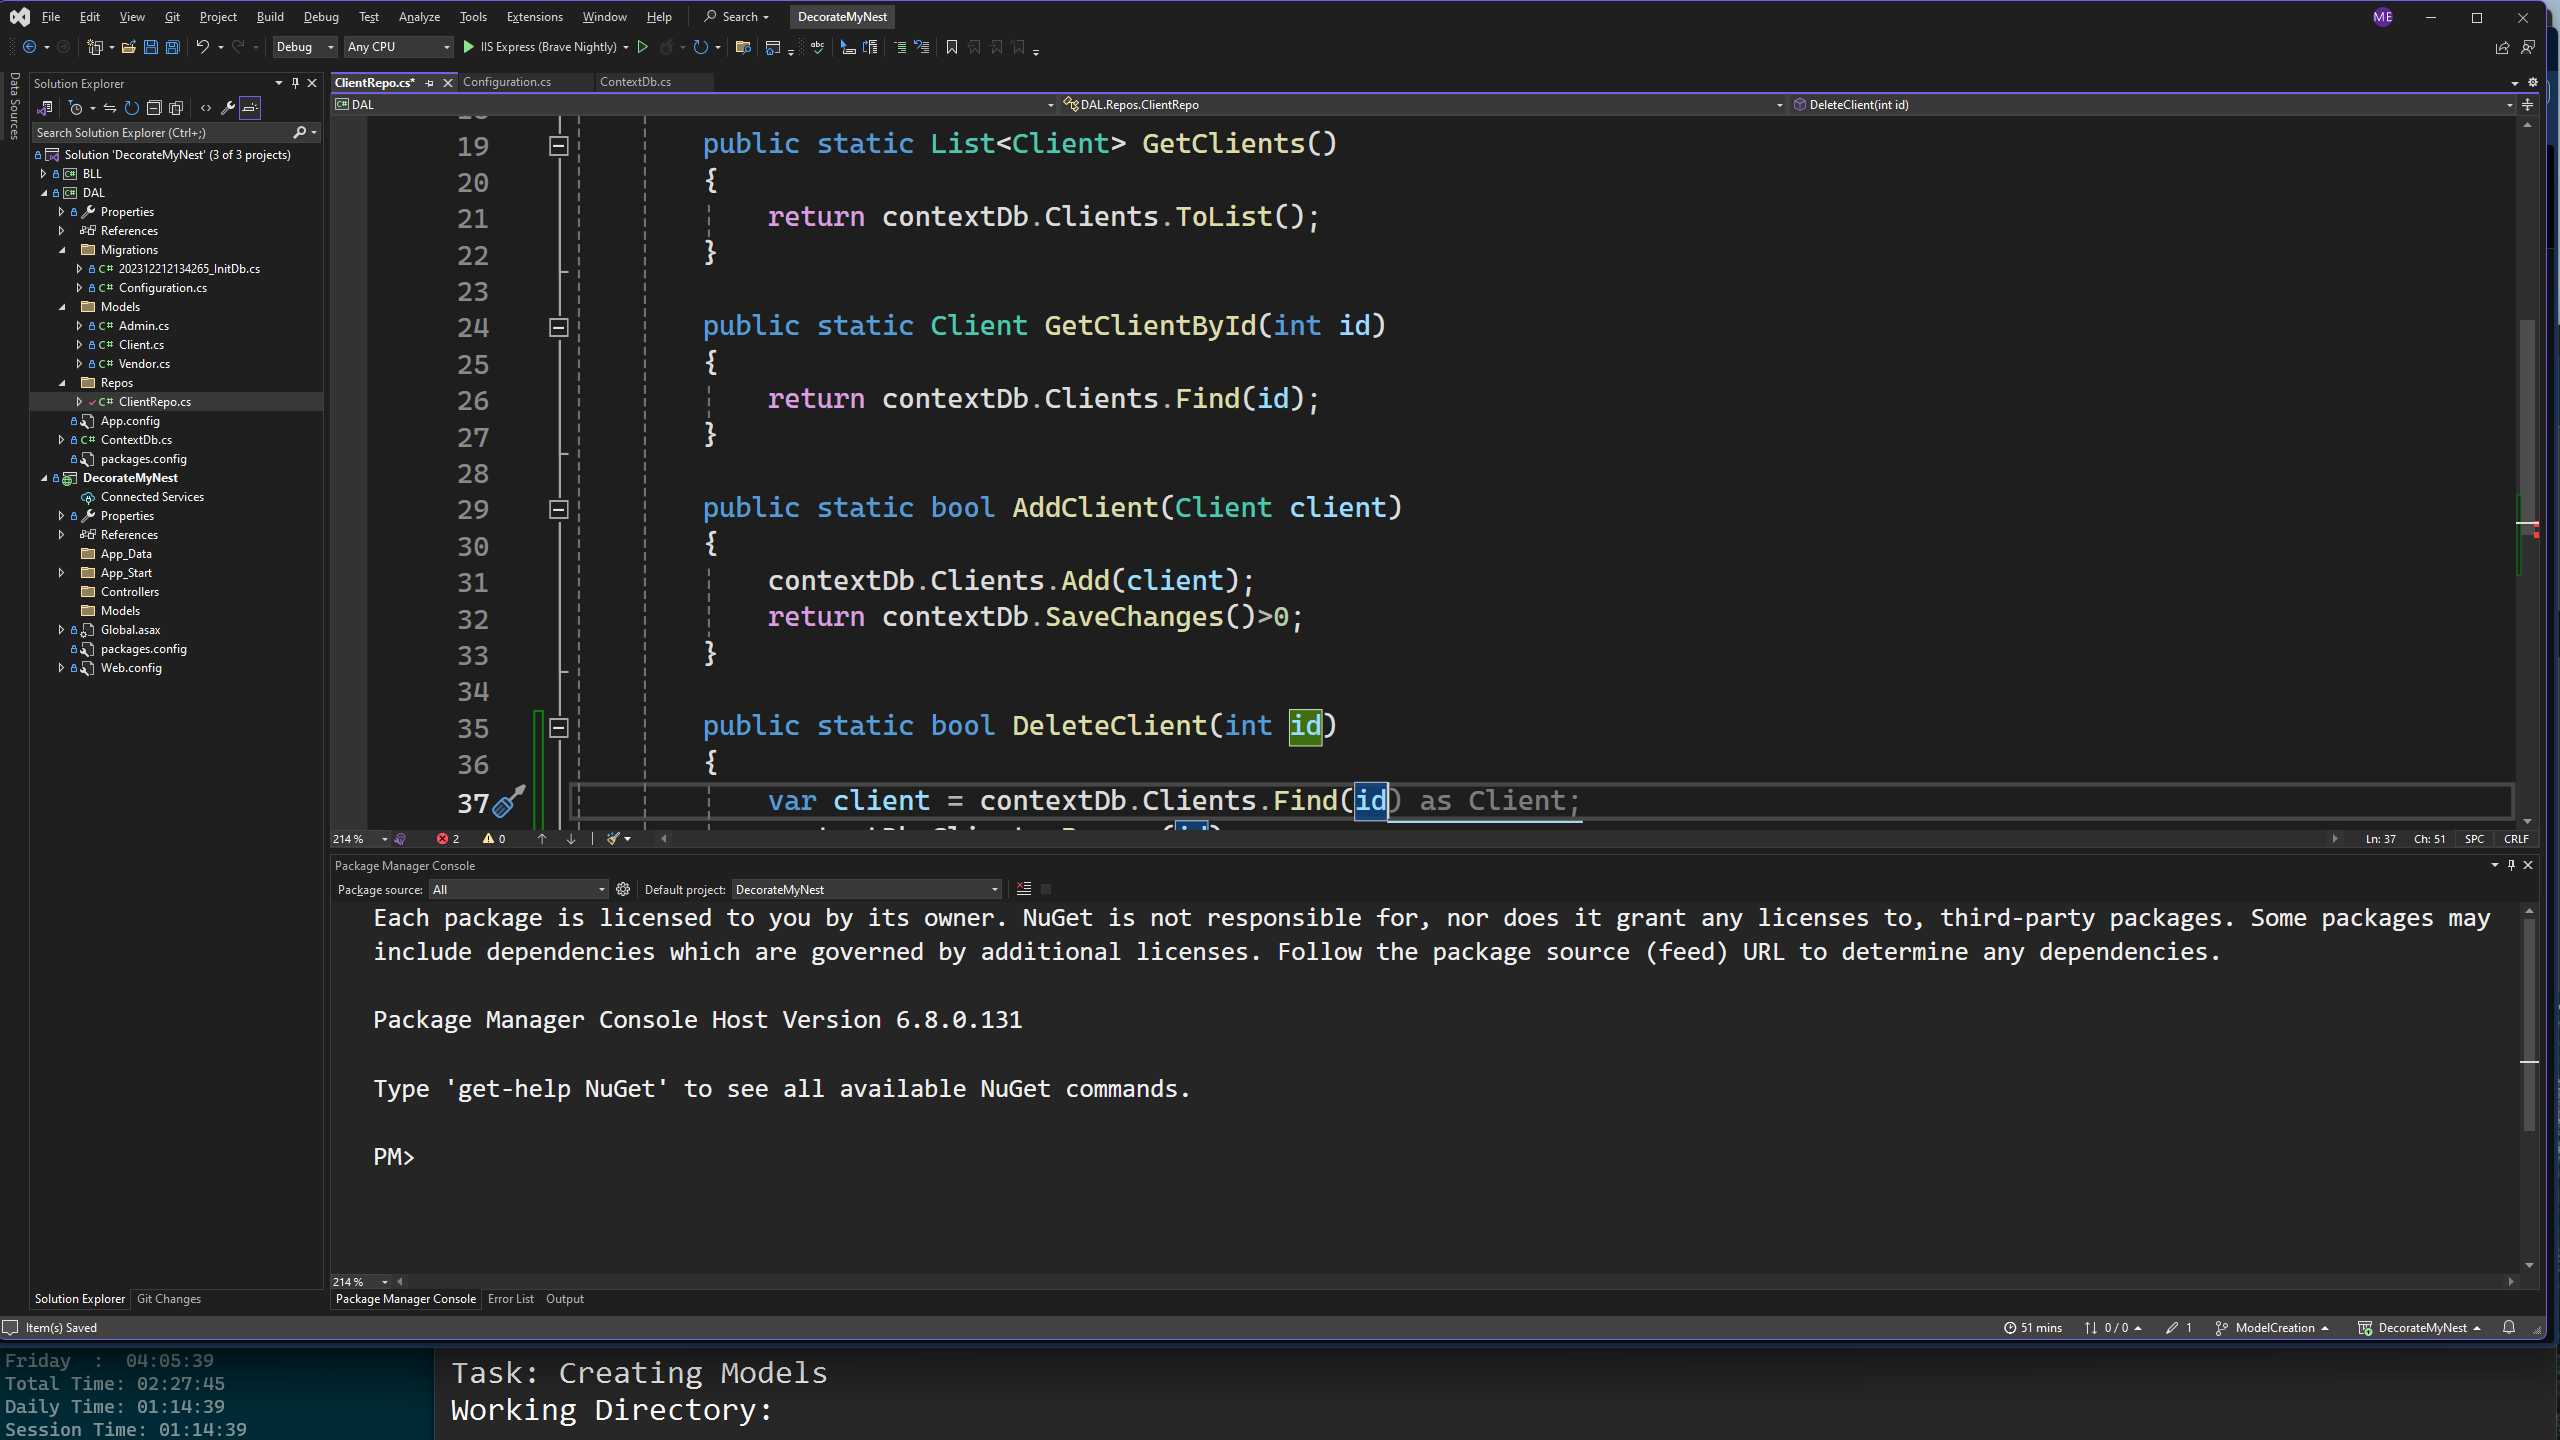 File Edit View Git Project Build Debug Test Analyze Tools Extensions Window Help Search DecorateMyNest ME
Debug Any CPU IIS Express (Brave Nightly)
Data Sources
Solution Explorer
ClientRepo.cs* Configuration.cs ContextDb.cs
DAL DAL.Repos.ClientRepo DeleteClient(int id)
Search Solution Explorer (Ctrl+;)
Solution 'DecorateMyNest' (3 of 3 projects)
BLL
DAL
Properties
References
Migrations
202312212134265_InitDb.cs
Configuration.cs
Models
Admin.cs
Client.cs
Vendor.cs
Repos
ClientRepo.cs
App.config
ContextDb.cs
packages.config
DecorateMyNest
Connected Services
Properties
References
App_Data
App_Start
Controllers
Models
Global.asax
packages.config
Web.config
19 public static List<Client> GetClients()
20 {
21 return contextDb.Clients.ToList();
22 }
23
24 public static Client GetClientById(int id)
25 {
26 return contextDb.Clients.Find(id);
27 }
28
29 public static bool AddClient(Client client)
30 {
31 contextDb.Clients.Add(client);
32 return contextDb.SaveChanges()>0;
33 }
34
35 public static bool DeleteClient(int id)
36 {
37 var client = contextDb.Clients.Find(id) as Client;
214 % 2 0 Ln: 37 Ch: 51 SPC CRLF
Package Manager Console
Package source: All Default project: DecorateMyNest
Each package is licensed to you by its owner. NuGet is not responsible for, nor does it grant any licenses to, third-party packages. Some packages may
include dependencies which are governed by additional licenses. Follow the package source (feed) URL to determine any dependencies.
Package Manager Console Host Version 6.8.0.131
Type 'get-help NuGet' to see all available NuGet commands.
PM>
214 %
Solution Explorer Git Changes
Package Manager Console Error List Output
Item(s) Saved 51 mins 0 / 0 1 ModelCreation DecorateMyNest
Friday : 04:05:39
Total Time: 02:27:45
Daily Time: 01:14:39
Session Time: 01:14:39
Task: Creating Models
Working Directory: